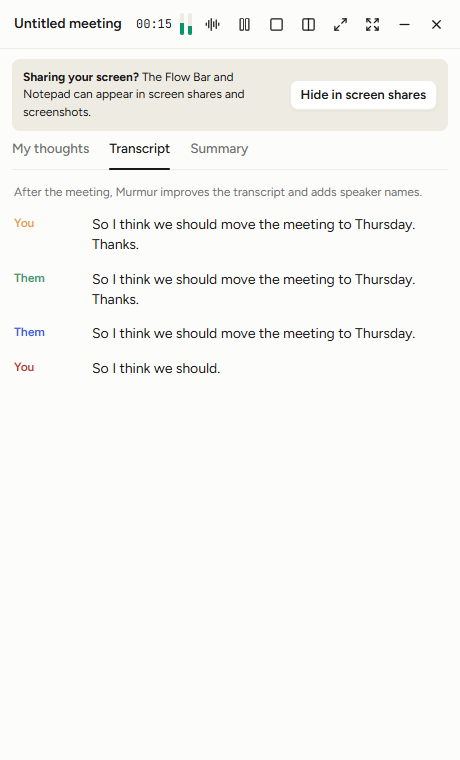 Untitled meeting 00:15
Sharing your screen? The Flow Bar and
Notepad can appear in screen shares and
screenshots.
Hide in screen shares
My thoughts Transcript Summary
After the meeting, Murmur improves the transcript and adds speaker names.
You So I think we should move the meeting to Thursday.
Thanks.
Them So I think we should move the meeting to Thursday.
Thanks.
Them So I think we should move the meeting to Thursday.
You So I think we should.